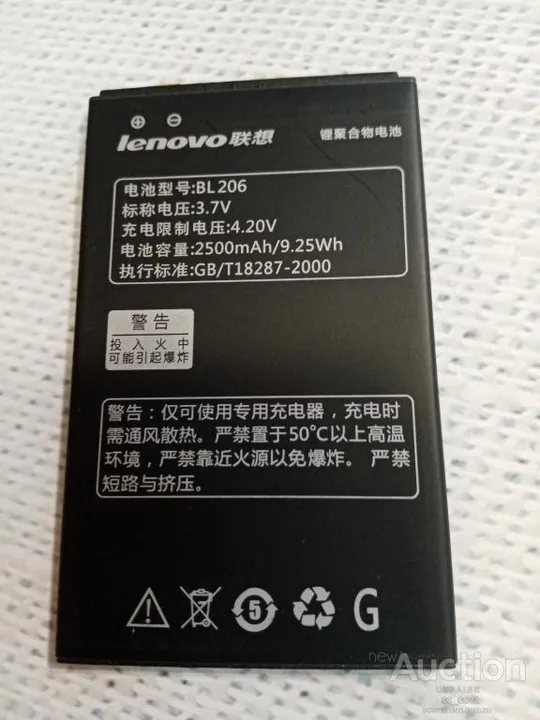 lenovo联想
锂聚合物电池
电池型号:BL206
标称电压:3.7V
充电限制电压:4.20V
电池容量:2500mAh/9.25Wh
执行标准:GB/T18287-2000
警告
投入火中
可能引起爆炸
警告:仅可使用专用充电器，充电时
需通风散热。严禁置于50℃以上高温
环境，严禁靠近火源以免爆炸。 严禁
短路与挤压。
5
G
new
Auction